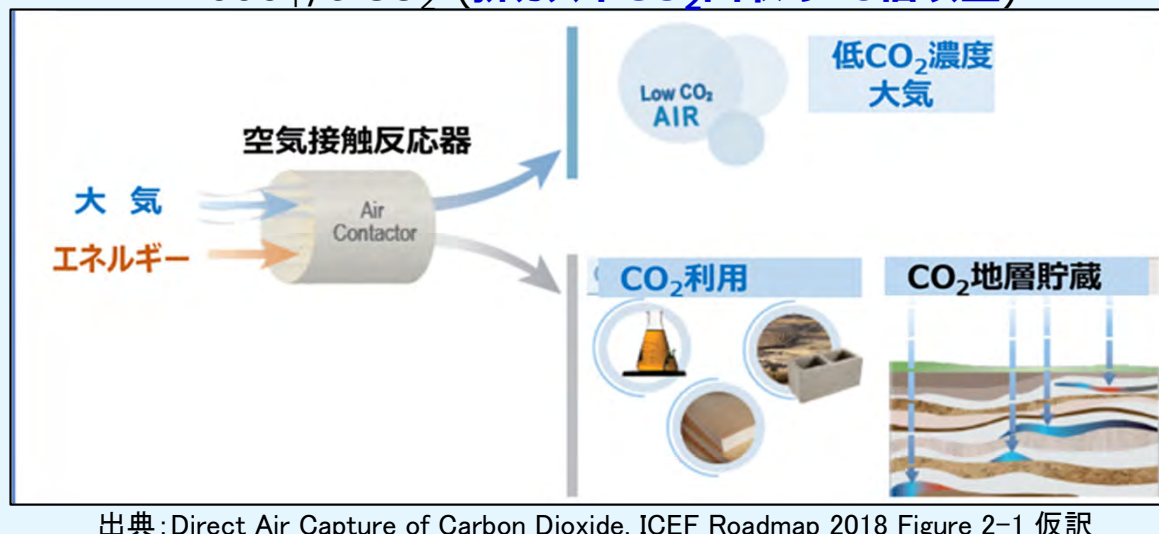 低CO₂濃度
大気
Low CO₂
AIR
空気接触反応器
大 気
エネルギー
Air
Contactor
CO₂利用
CO₂地層貯蔵
出典:Direct Air Capture of Carbon Dioxide, ICEF Roadmap 2018 Figure 2-1 仮訳